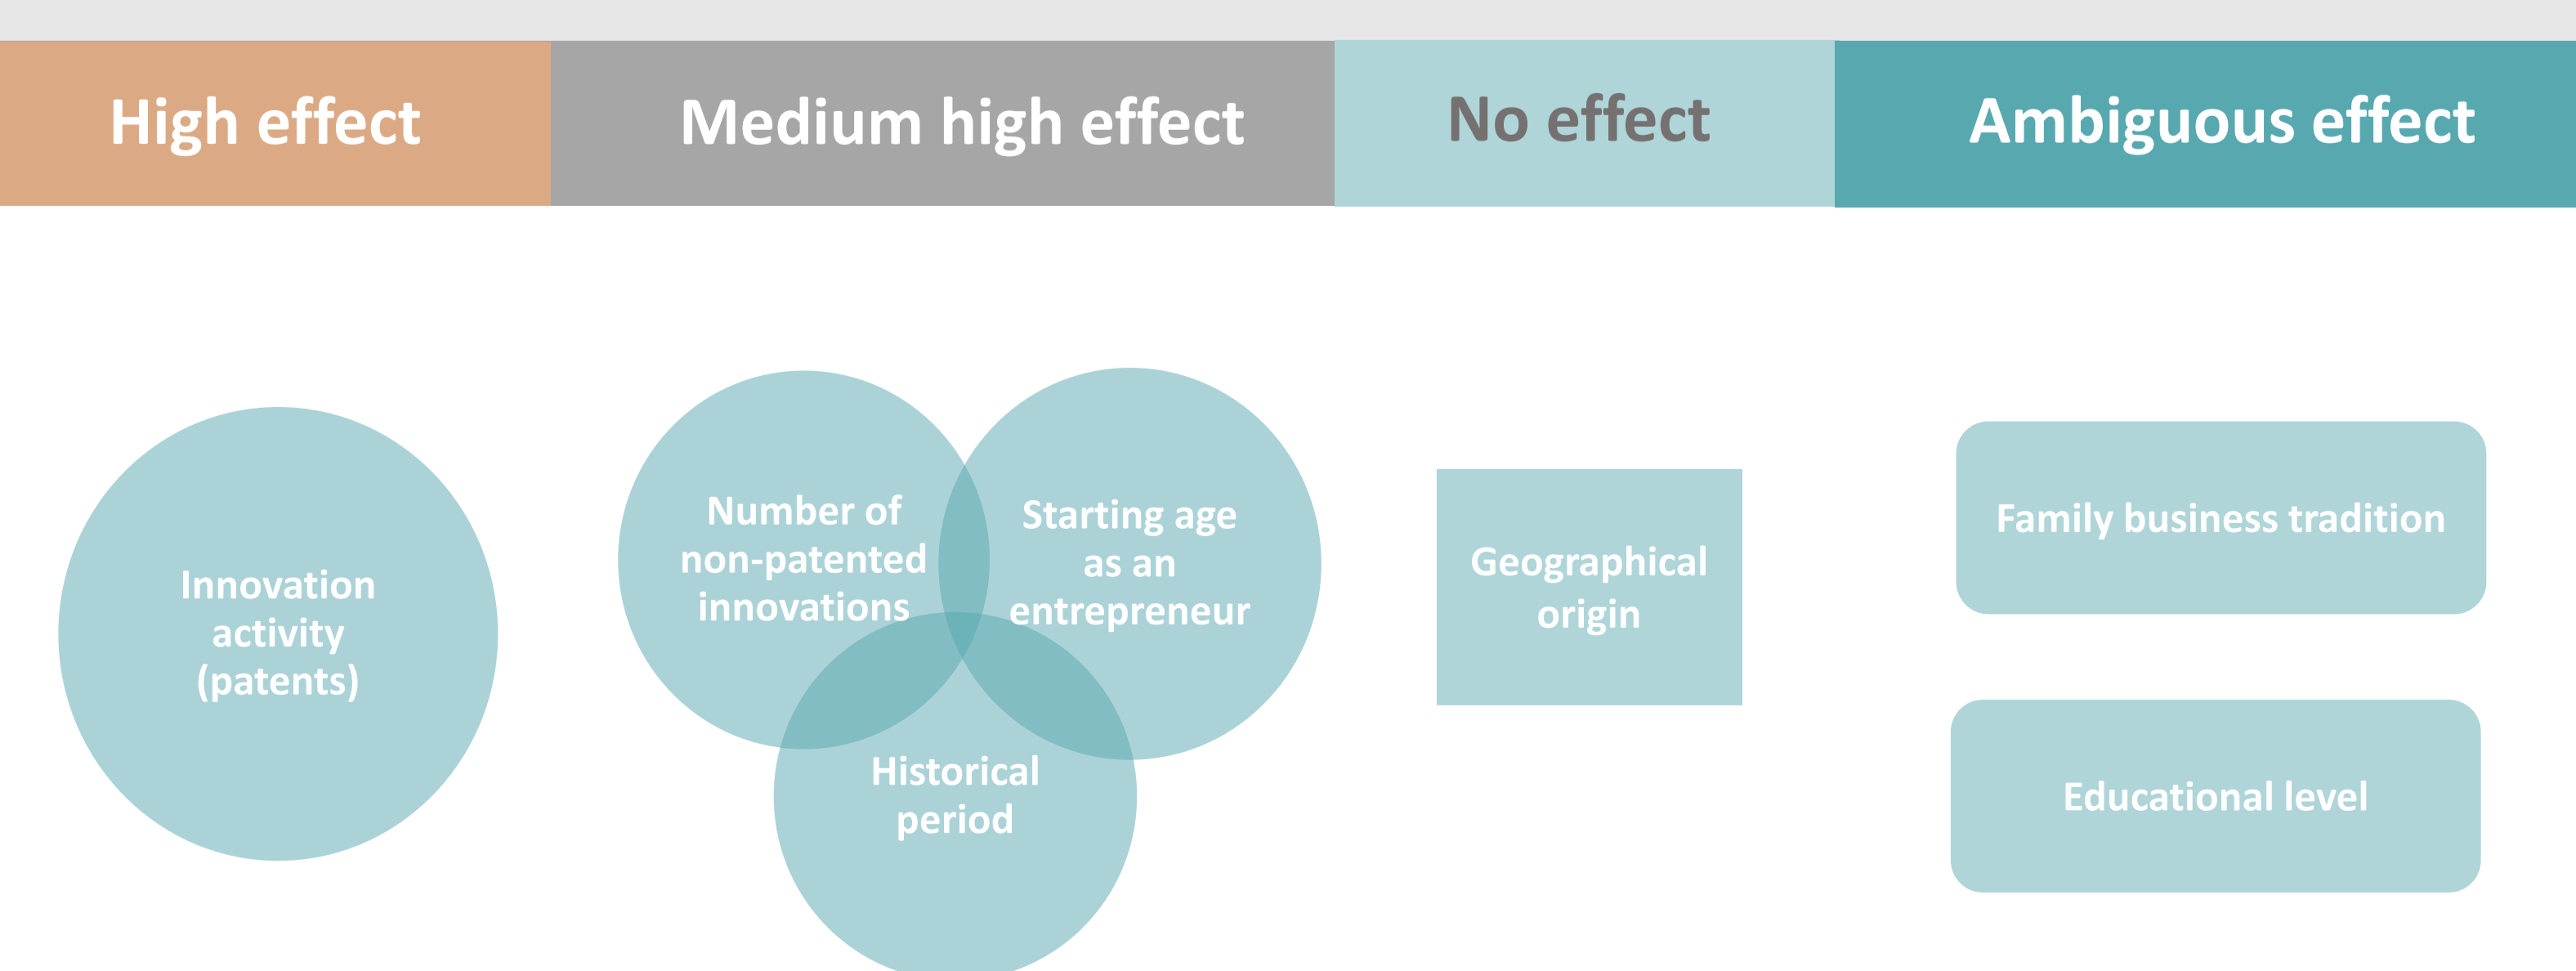 High effect
Medium high effect
No effect
Ambiguous effect
Innovation
activity
(patents)
Number of
non-patented
innovations
Starting age
as an
entrepreneur
Historical
period
Geographical
origin
Family business tradition
Educational level